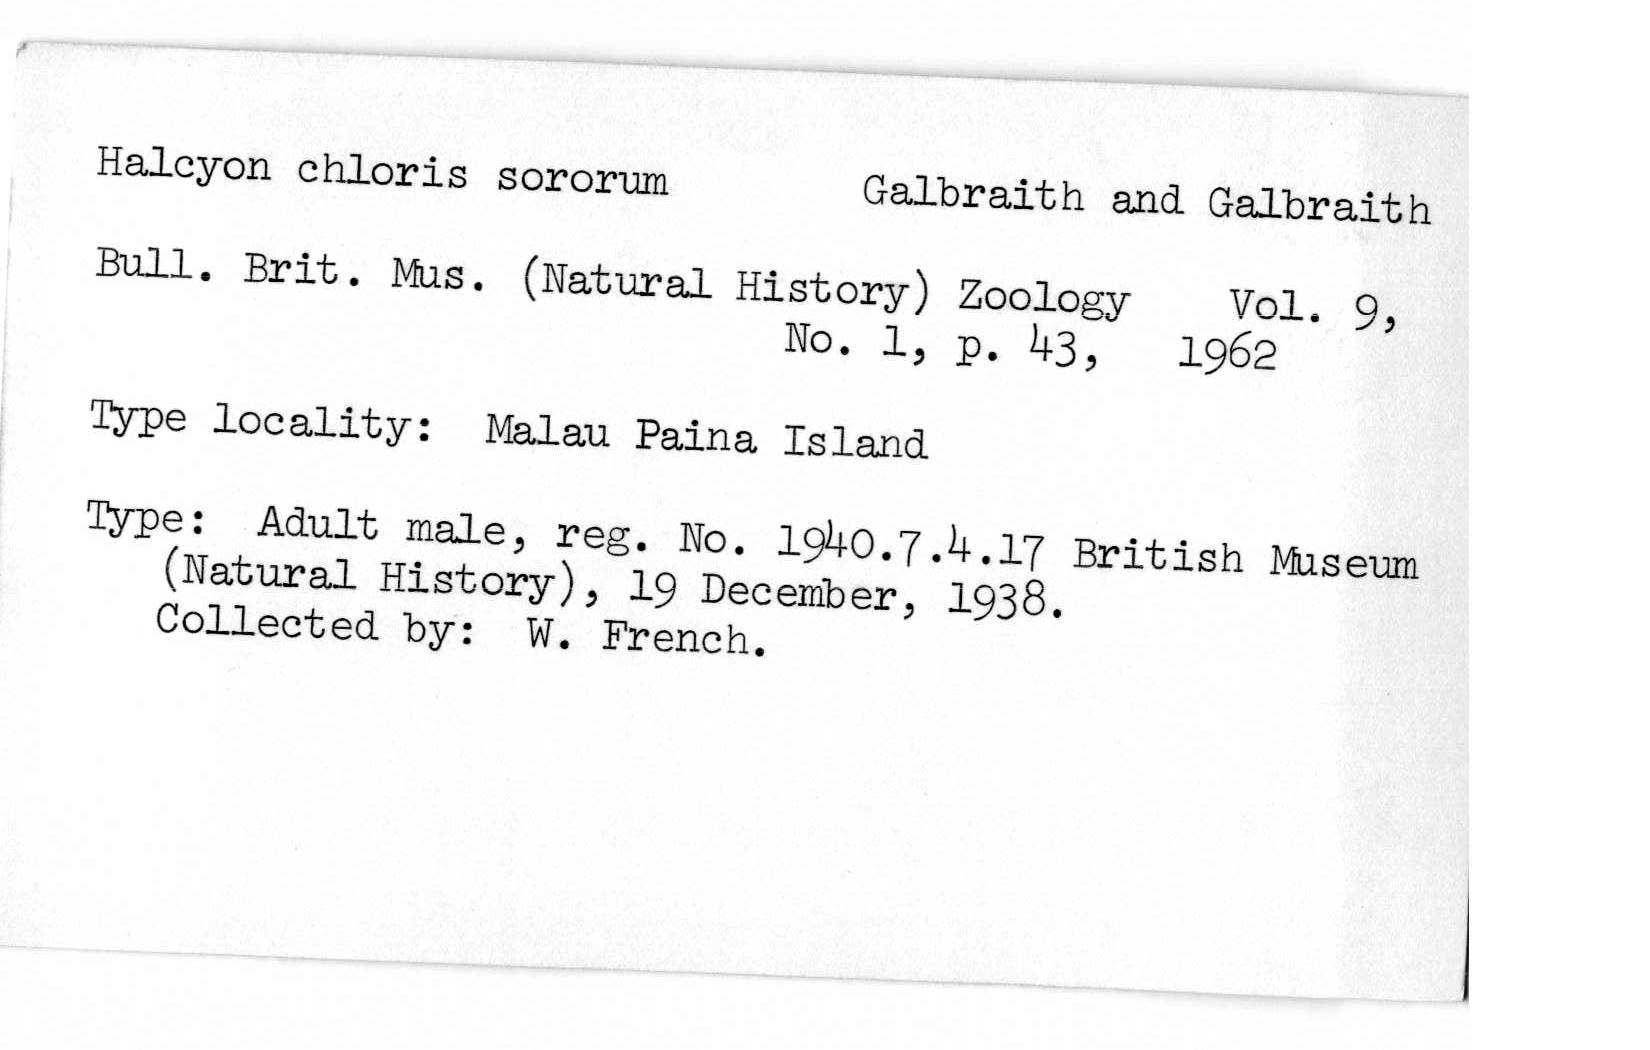 Halcyon chloris sororum Galbraith and Galbraith
Bull. Brit. Mus. (Natural History) Zoology Vol. 9,
No. 1, p. 43, 1962
Type locality: Malau Paina Island
Type: Adult male, reg. No. 1940.7.4.17 British Museum
(Natural History), 19 December, 1938.
Collected by: W. French.